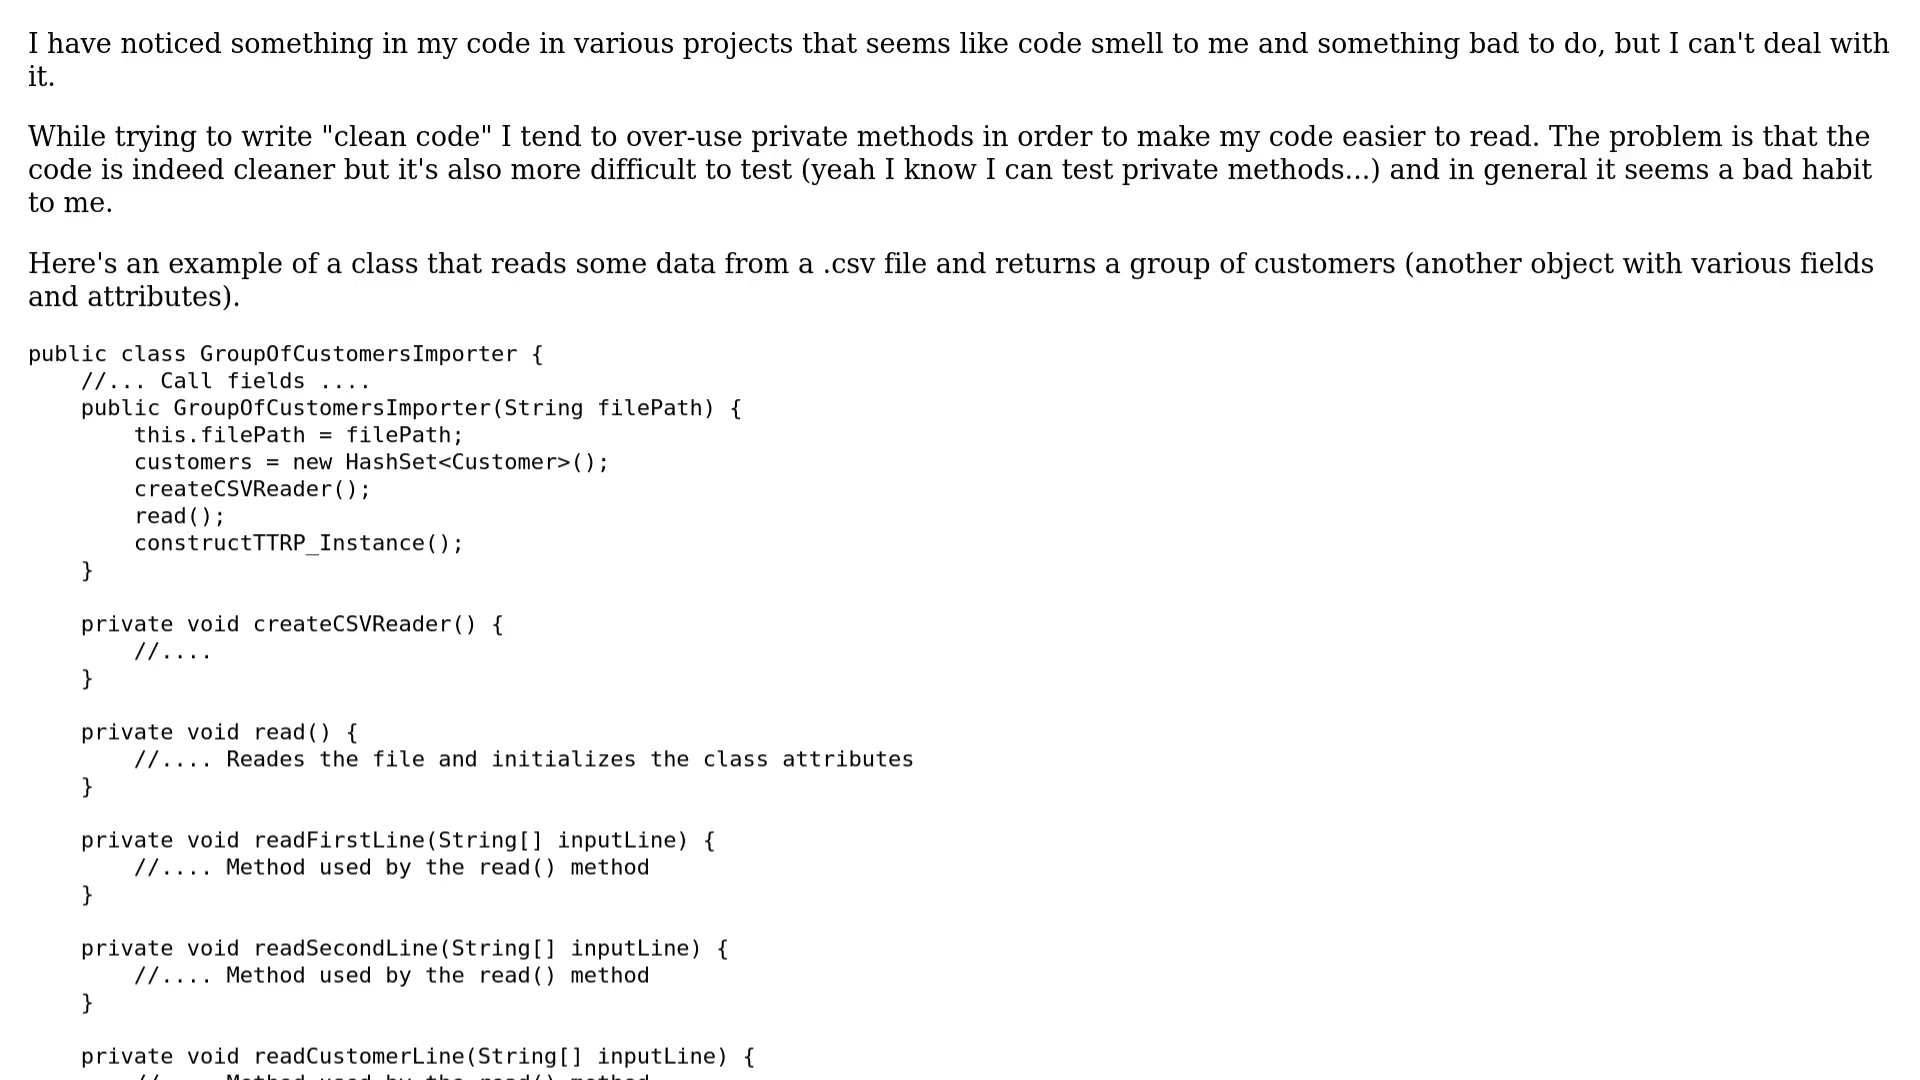 I have noticed something in my code in various projects that seems like code smell to me and something bad to do, but I can't deal with
it.
While trying to write "clean code" I tend to over-use private methods in order to make my code easier to read. The problem is that the
code is indeed cleaner but it's also more difficult to test (yeah I know I can test private methods...) and in general it seems a bad habit
to me.
Here's an example of a class that reads some data from a .csv file and returns a group of customers (another object with various fields
and attributes).
public class GroupOfCustomersImporter {
    //... Call fields ....
    public GroupOfCustomersImporter(String filePath) {
        this.filePath = filePath;
        customers = new HashSet<Customer>();
        createCSVReader();
        read();
        constructTTRP_Instance();
    }
    private void createCSVReader() {
        //....
    }
    private void read() {
        //.... Reades the file and initializes the class attributes
    }
    private void readFirstLine(String[] inputLine) {
        //.... Method used by the read() method
    }
    private void readSecondLine(String[] inputLine) {
        //.... Method used by the read() method
    }
    private void readCustomerLine(String[] inputLine) {
        //.... Method used by the read() method